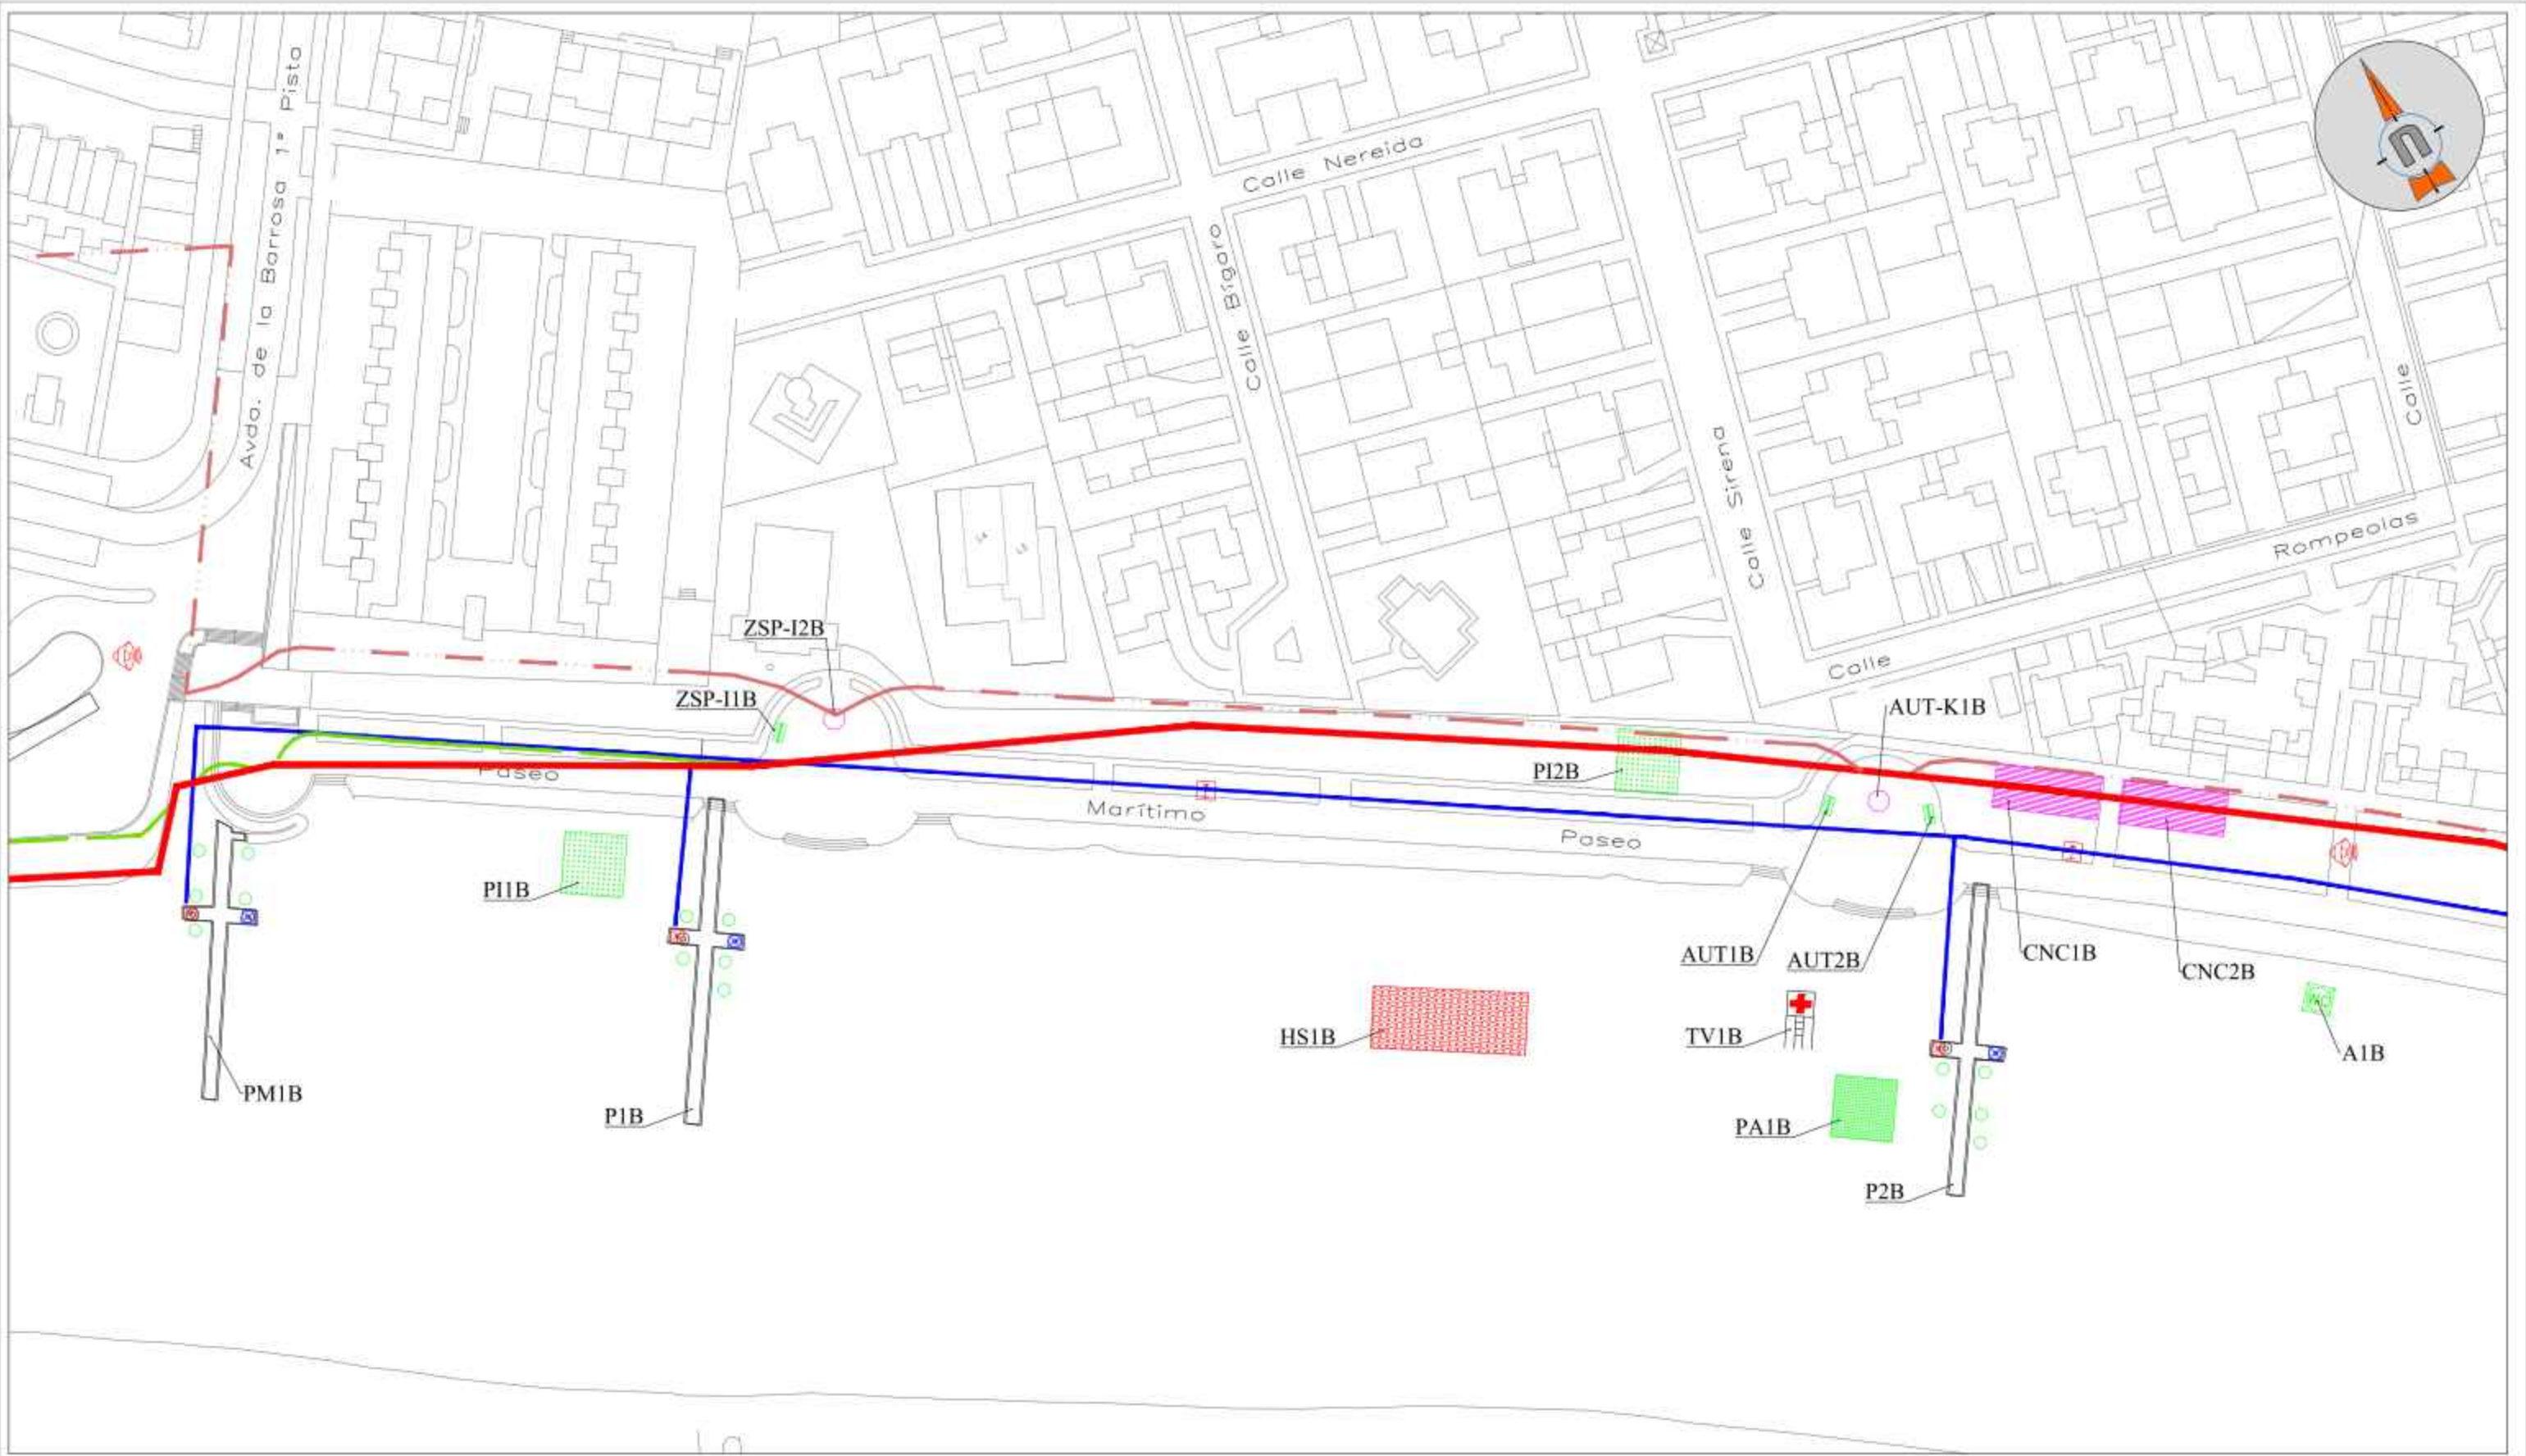 Avda. de la Barrosa 1ª Pista
Calle Nereida
Calle Bígaro
Calle Sirena
Calle
Rompeolas
Calle
ZSP-I2B
ZSP-I1B
AUT-K1B
PI2B
Paseo
Marítimo
Paseo
PI1B
AUT1B
AUT2B
CNC1B
CNC2B
HS1B
TV1B
A1B
PM1B
P1B
PA1B
P2B